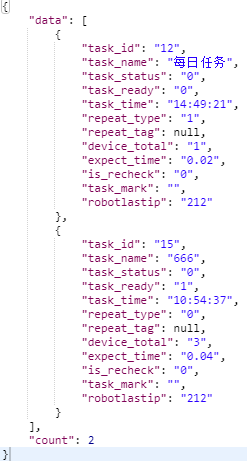 {
    "data": [
        {
            "task_id": "12",
            "task_name": "每日任务",
            "task_status": "0",
            "task_ready": "0",
            "task_time": "14:49:21",
            "repeat_type": "1",
            "repeat_tag": null,
            "device_total": "1",
            "expect_time": "0.02",
            "is_recheck": "0",
            "task_mark": "",
            "robotlastip": "212"
        },
        {
            "task_id": "15",
            "task_name": "666",
            "task_status": "0",
            "task_ready": "1",
            "task_time": "10:54:37",
            "repeat_type": "0",
            "repeat_tag": null,
            "device_total": "3",
            "expect_time": "0.04",
            "is_recheck": "0",
            "task_mark": "",
            "robotlastip": "212"
        }
    ],
    "count": 2
}